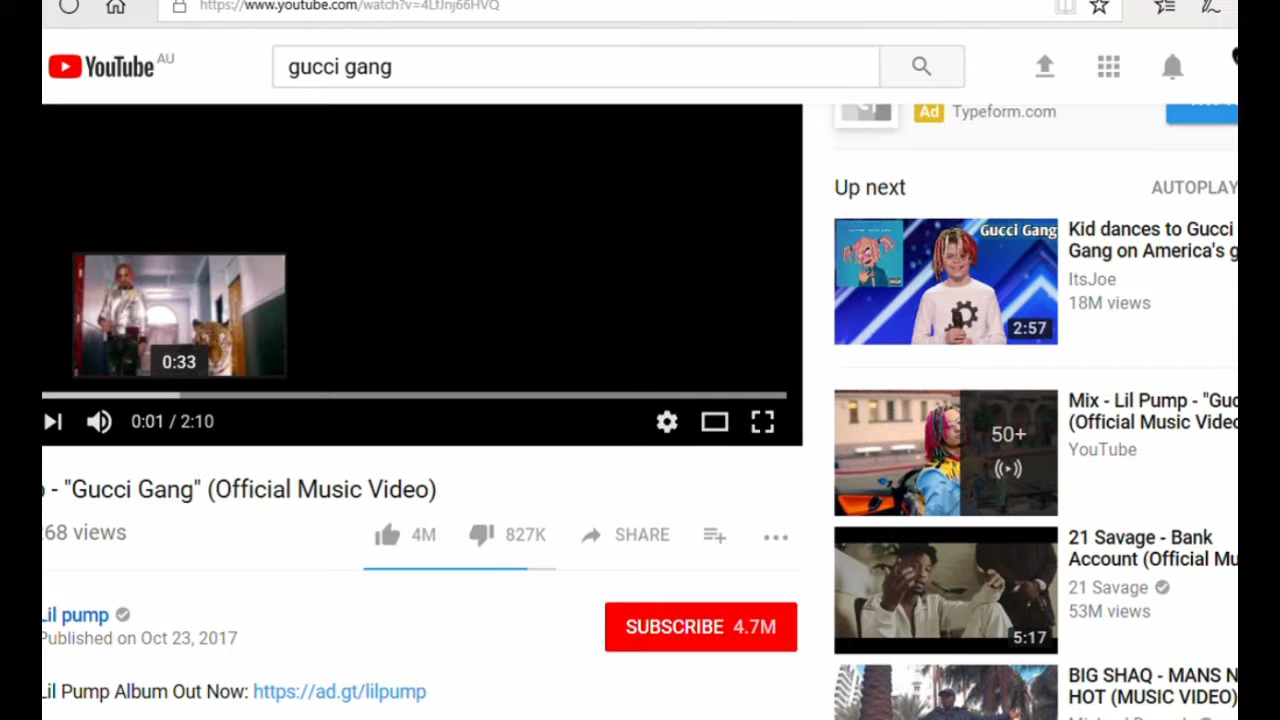 https://www.youtube.com/watch?v=
YouTube AU
gucci gang
Ad Typeform.com
Up next
AUTOPLAY
Gucci Gang
2:57
Kid dances to Gucci
Gang on America's g
ItsJoe
18M views
0:33
0:01 / 2:10
50+
Mix - Lil Pump - "Guc
(Official Music Video
YouTube
- "Gucci Gang" (Official Music Video)
268 views
4M
827K
SHARE
5:17
21 Savage - Bank
Account (Official Mu
21 Savage
53M views
Lil pump
Published on Oct 23, 2017
SUBSCRIBE 4.7M
Lil Pump Album Out Now: https://ad.gt/lilpump
BIG SHAQ - MANS N
HOT (MUSIC VIDEO)